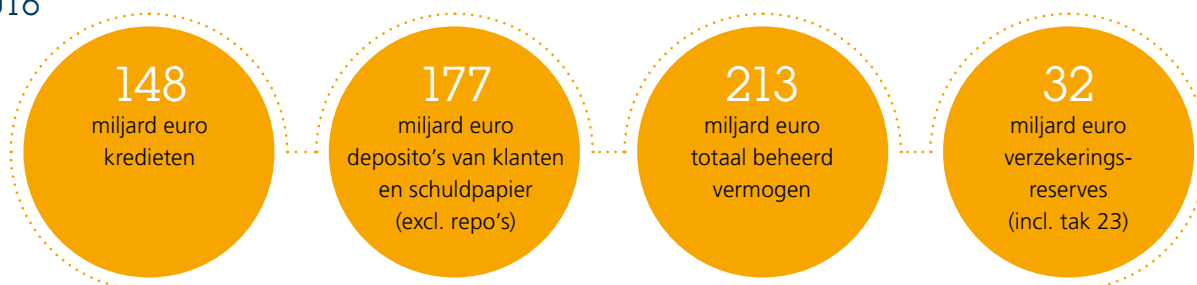 148
miljard euro
kredieten
177
miljard euro
deposito's van klanten
en schuldpapier
(excl. repo's)
213
miljard euro
totaal beheerd
vermogen
32
miljard euro
verzekerings-
reserves
(incl. tak 23)